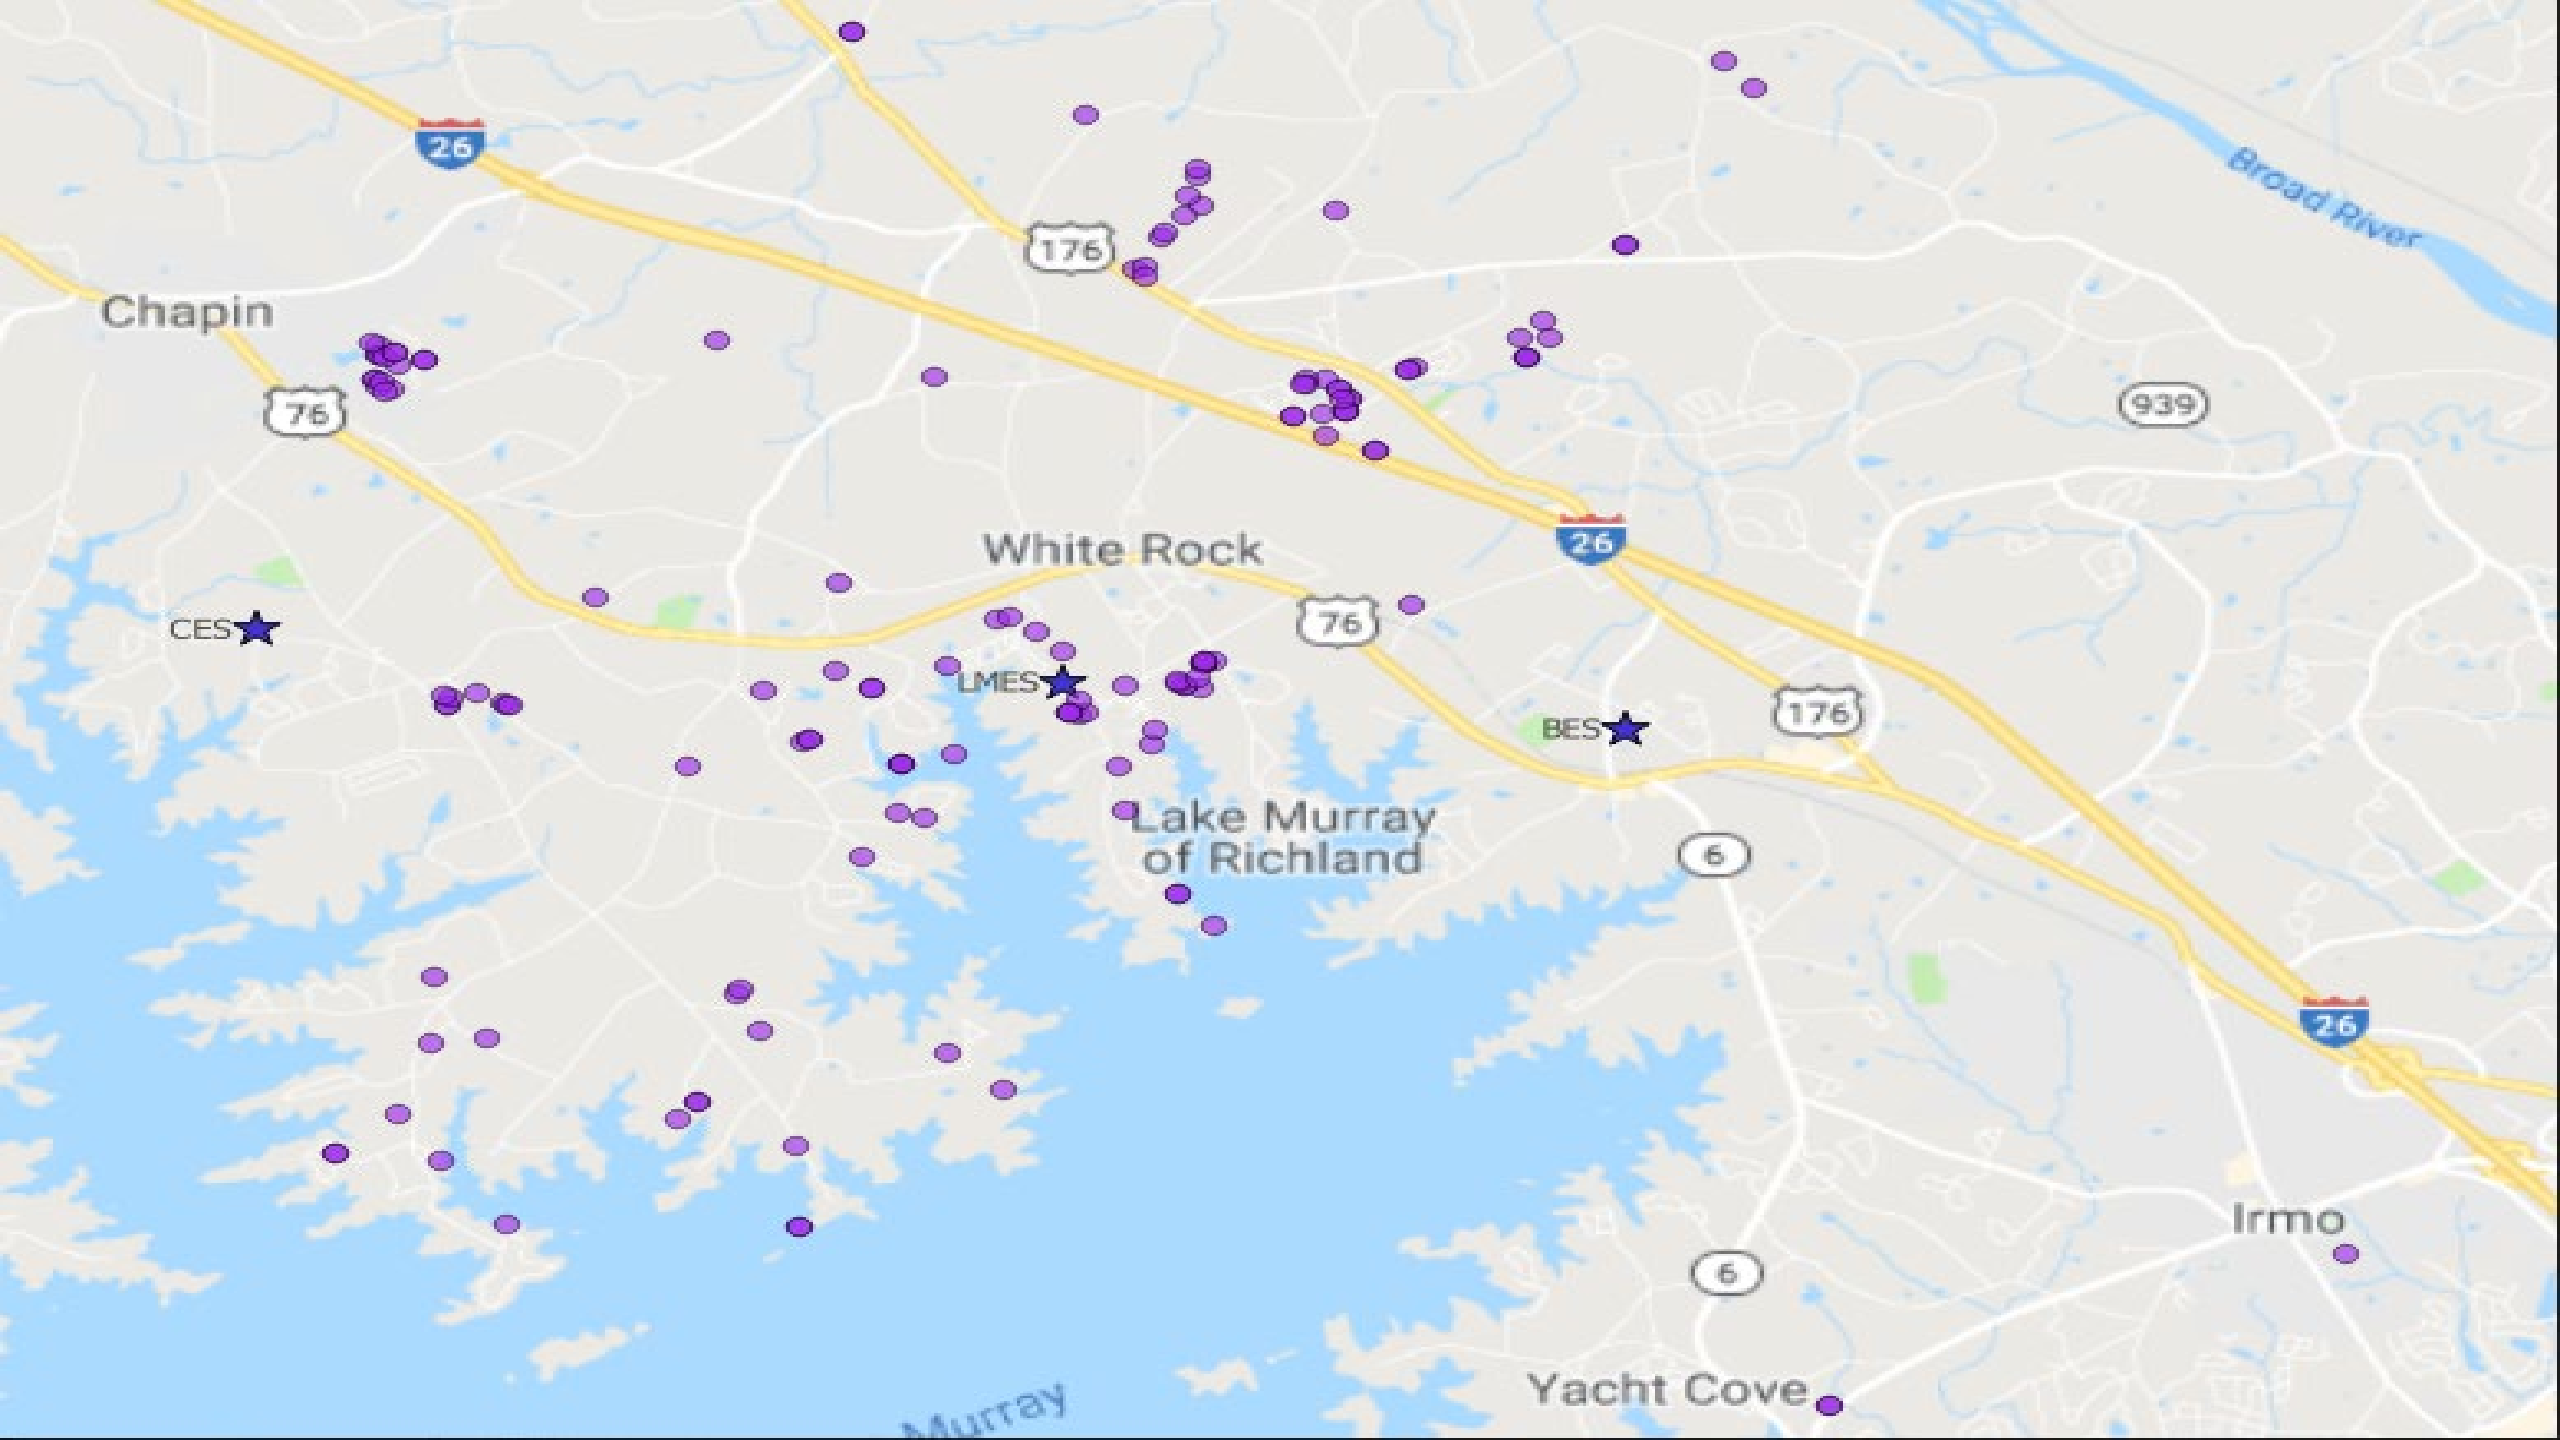 26
Broad River
176
Chapin
76
939
White Rock
26
76
CES
LMES
176
BES
Lake Murray
of Richland
6
26
Irmo
6
Yacht Cove
Murray